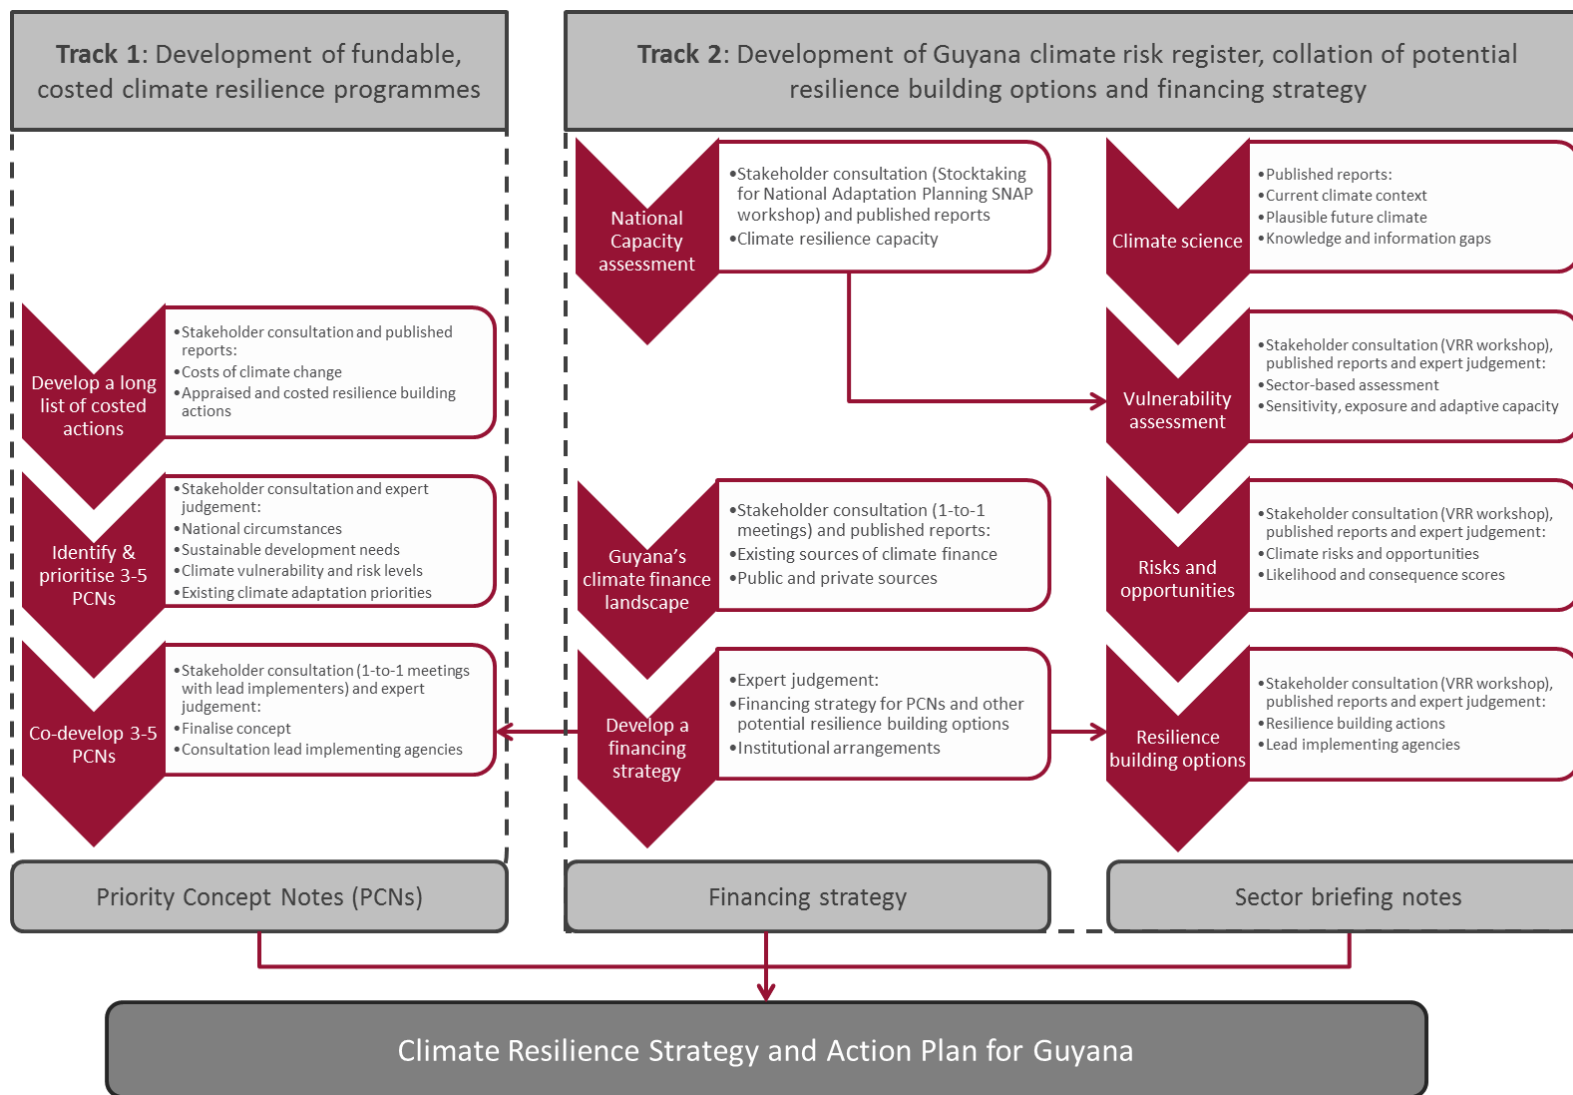 Track 1: Development of fundable,
costed climate resilience programmes
Track 2: Development of Guyana climate risk register, collation of potential
resilience building options and financing strategy
Develop a long
list of costed
actions
•Stakeholder consultation and published
reports:
•Costs of climate change
•Appraised and costed resilience building
actions
Identify &
prioritise 3-5
PCNs
•Stakeholder consultation and expert
judgement:
•National circumstances
•Sustainable development needs
•Climate vulnerability and risk levels
•Existing climate adaptation priorities
Co-develop 3-5
PCNs
•Stakeholder consultation (1-to-1 meetings
with lead implementers) and expert
judgement:
•Finalise concept
•Consultation lead implementing agencies
National
Capacity
assessment
•Stakeholder consultation (Stocktaking
for National Adaptation Planning SNAP
workshop) and published reports
•Climate resilience capacity
Guyana's
climate finance
landscape
•Stakeholder consultation (1-to-1
meetings) and published reports:
•Existing sources of climate finance
•Public and private sources
Develop a
financing
strategy
•Expert judgement:
•Financing strategy for PCNs and other
potential resilience building options
•Institutional arrangements
Climate science
•Published reports:
•Current climate context
•Plausible future climate
•Knowledge and information gaps
Vulnerability
assessment
•Stakeholder consultation (VRR workshop),
published reports and expert judgement:
•Sector-based assessment
•Sensitivity, exposure and adaptive capacity
Risks and
opportunities
•Stakeholder consultation (VRR workshop),
published reports and expert judgement:
•Climate risks and opportunities
•Likelihood and consequence scores
Resilience
building options
•Stakeholder consultation (VRR workshop),
published reports and expert judgement:
•Resilience building actions
•Lead implementing agencies
Priority Concept Notes (PCNs)
Financing strategy
Sector briefing notes
Climate Resilience Strategy and Action Plan for Guyana